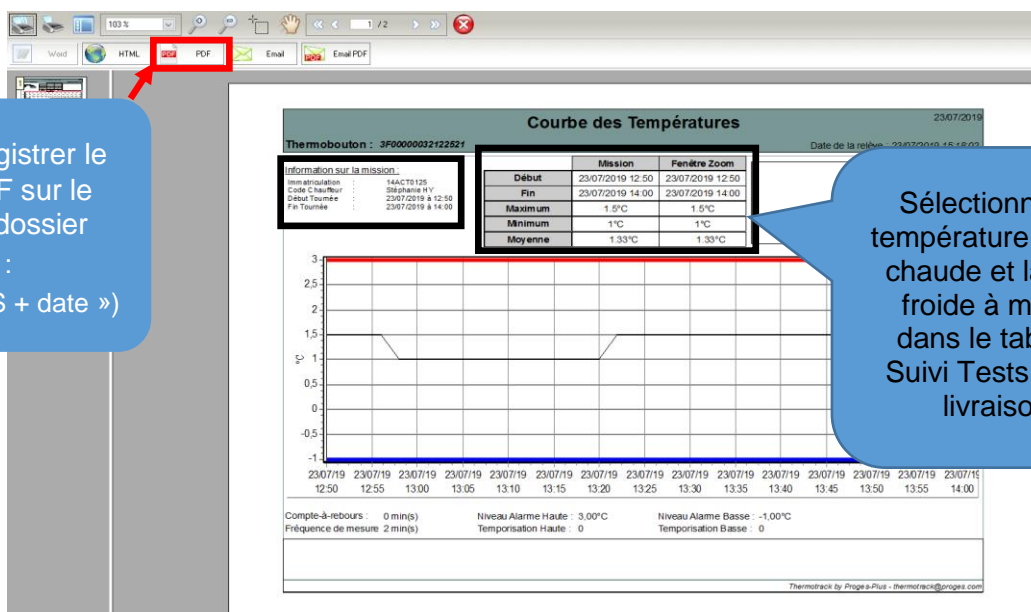 103 %
1 / 2
Word HTML PDF PDF Email PDF Email PDF
1
gistrer le
F sur le
dossier
:
S + date »)
23/07/2019
Courbe des Températures
Thermobouton : 3F00000032122521
Date de la relève : 23/07/2019 15:18:02
Information sur la mission :
Immatriculation : 14ACT0125
Code Chauffeur : Stéphanie HY
Début Tournée : 23/07/2019 à 12:50
Fin Tournée : 23/07/2019 à 14:00
Mission Fenêtre Zoom
Début 23/07/2019 12:50 23/07/2019 12:50
Fin 23/07/2019 14:00 23/07/2019 14:00
Maximum 1.5°C 1.5°C
Minimum 1°C 1°C
Moyenne 1.33°C 1.33°C
Sélectionn
température
chaude et la
froide à m
dans le tab
Suivi Tests
livraiso
3
2,5
2
1,5
1
0,5
0
-0,5
-1
°C
23/07/19 23/07/19 23/07/19 23/07/19 23/07/19 23/07/19 23/07/19 23/07/19 23/07/19 23/07/19 23/07/19 23/07/19 23/07/19 23/07/19 23/07/19
12:50 12:55 13:00 13:05 13:10 13:15 13:20 13:25 13:30 13:35 13:40 13:45 13:50 13:55 14:00
Compte-à-rebours : 0 min(s) Niveau Alarme Haute : 3,00°C Niveau Alarme Basse : -1,00°C
Fréquence de mesure 2 min(s) Temporisation Haute : 0 Temporisation Basse : 0
Thermotrack by Proges-Plus - thermotrack@proges.com